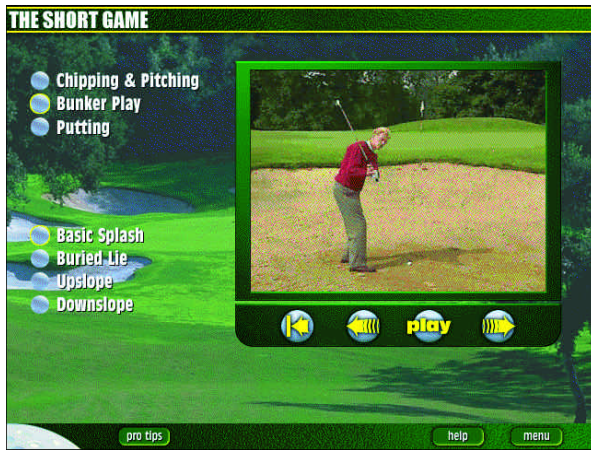 THE SHORT GAME
Chipping & Pitching
Bunker Play
Putting
Basic Splash
Buried Lie
Upslope
Downslope
play
pro tips
help
menu